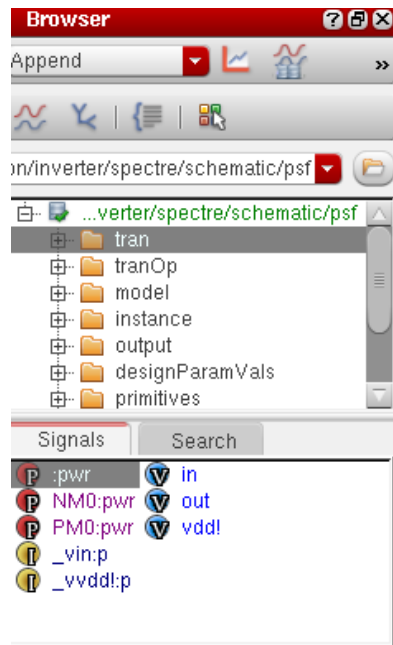 Browser
Append
»
on/inverter/spectre/schematic/psf
...verter/spectre/schematic/psf
tran
tranOp
model
instance
output
designParamVals
primitives
Signals Search
:pwr in
NM0:pwr out
PM0:pwr vdd!
_vin:p
_vvdd!:p